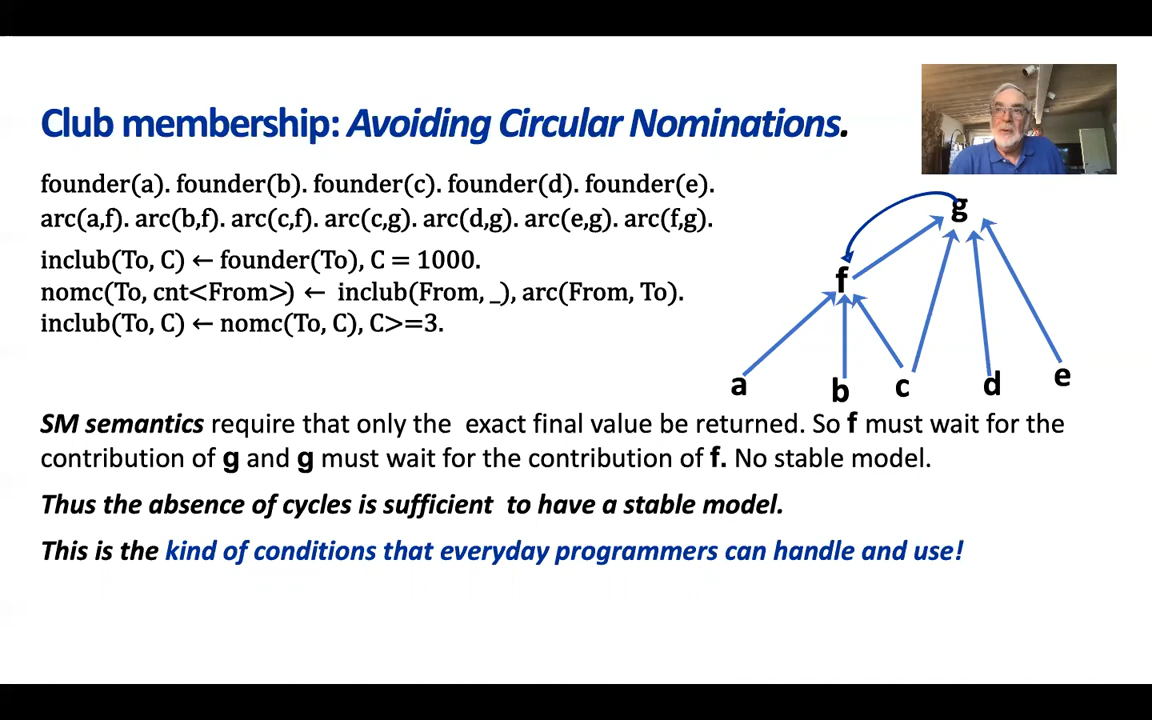 Club membership: Avoiding Circular Nominations.
founder(a). founder(b). founder(c). founder(d). founder(e).
arc(a,f). arc(b,f). arc(c,f). arc(c,g). arc(d,g). arc(e,g). arc(f,g).
inclub(To, C) ← founder(To), C = 1000.
nomc(To, cnt<From>) ← inclub(From, _), arc(From, To).
inclub(To, C) ← nomc(To, C), C>=3.
g
f
a
b
c
d
e
SM semantics require that only the exact final value be returned. So f must wait for the
contribution of g and g must wait for the contribution of f. No stable model.
Thus the absence of cycles is sufficient to have a stable model.
This is the kind of conditions that everyday programmers can handle and use!